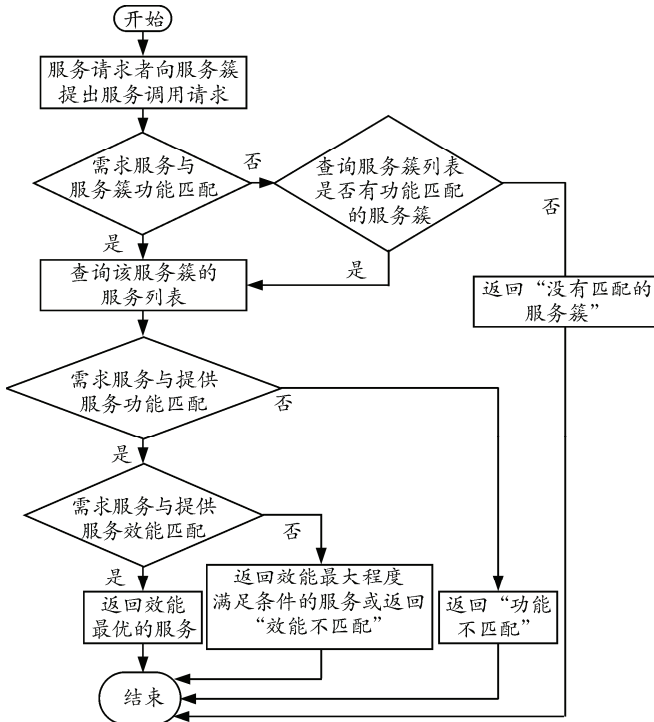 开始
服务请求者向服务簇
提出服务调用请求
需求服务与
服务簇功能匹配
否
查询服务簇列表
是否有功能匹配
的服务簇
否
是
是
查询该服务簇的
服务列表
返回“没有匹配的
服务簇”
需求服务与提供
服务功能匹配
否
是
需求服务与提供
服务效能匹配
否
是
返回效能
最优的服务
返回效能最大程度
满足条件的服务或返回
“效能不匹配”
返回“功能
不匹配”
结束